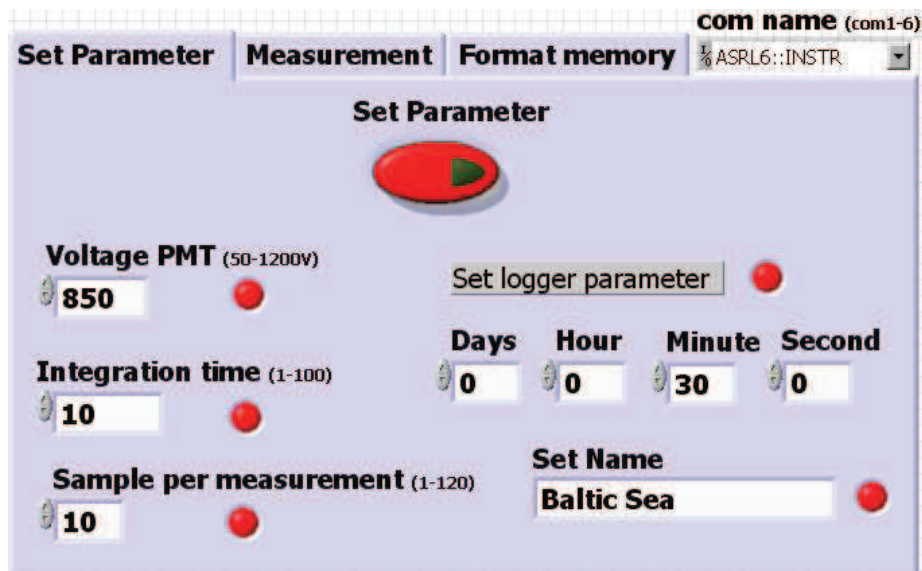 com name (com1-6)
Set Parameter Measurement Format memory
I/O ASRL6::INSTR
Set Parameter
Voltage PMT (50-1200V)
850
Set logger parameter
Days Hour Minute Second
0 0 30 0
Integration time (1-100)
10
Sample per measurement (1-120)
10
Set Name
Baltic Sea